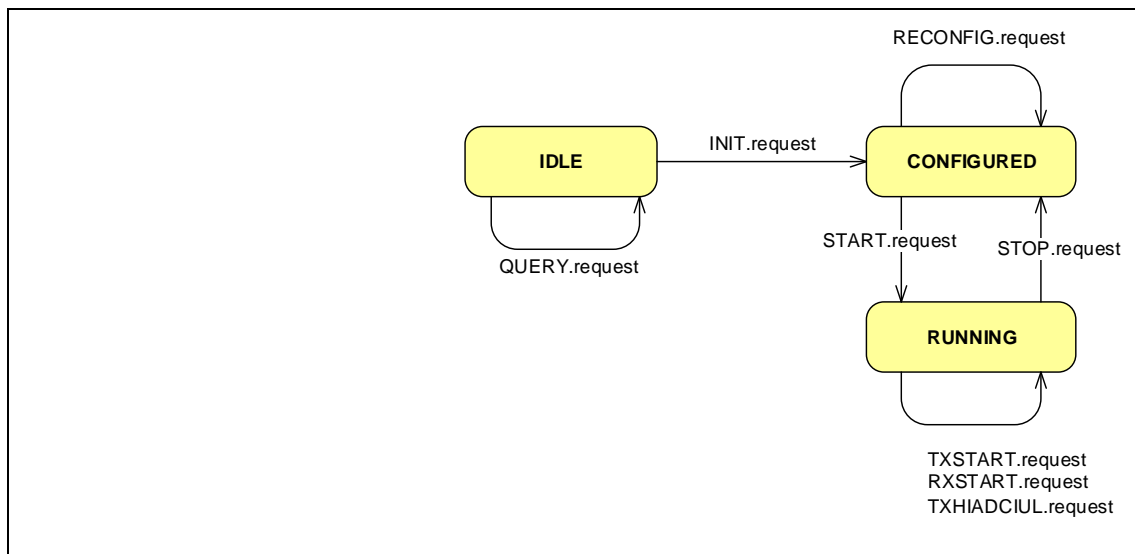 RECONFIG.request
IDLE
INIT.request
CONFIGURED
QUERY.request
START.request
STOP.request
RUNNING
TXSTART.request
RXSTART.request
TXHIADCIUL.request